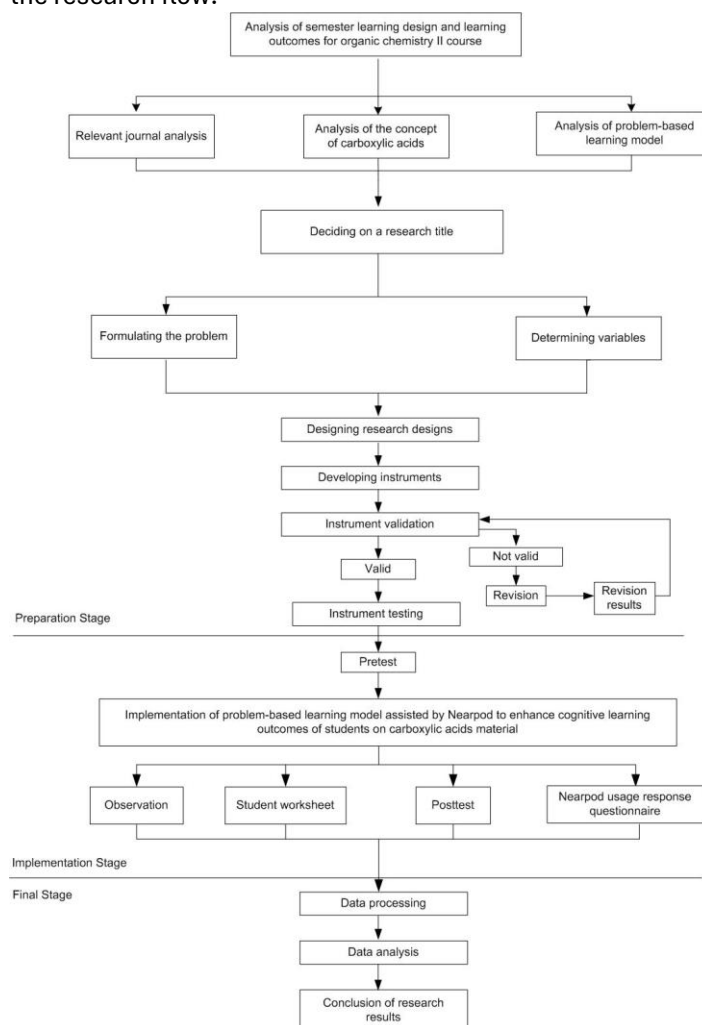 the research flow.
Analysis of semester learning design and learning
outcomes for organic chemistry II course
Relevant journal analysis
Analysis of the concept
of carboxylic acids
Analysis of problem-based
learning model
Deciding on a research title
Formulating the problem
Determining variables
Designing research designs
Developing instruments
Instrument validation
Not valid
Valid
Revision
Revision
results
Instrument testing
Preparation Stage
Pretest
Implementation of problem-based learning model assisted by Nearpod to enhance cognitive learning
outcomes of students on carboxylic acids material
Observation
Student worksheet
Posttest
Nearpod usage response
questionnaire
Implementation Stage
Final Stage
Data processing
Data analysis
Conclusion of research
results